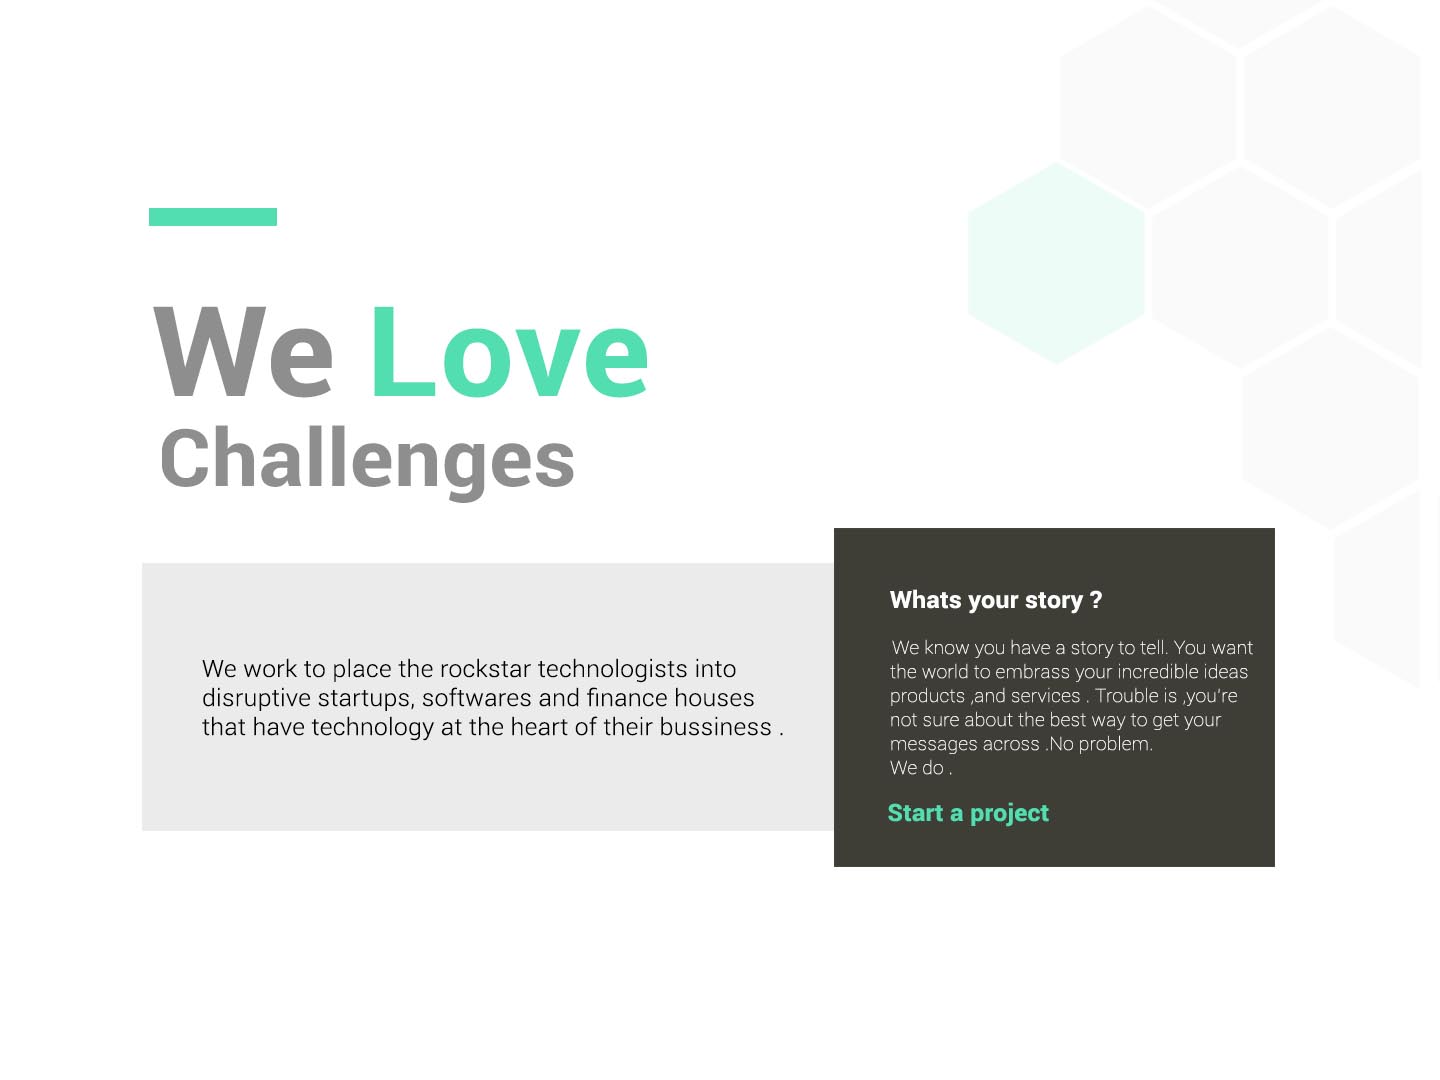 We Love
Challenges
We work to place the rockstar technologists into
disruptive startups, softwares and finance houses
that have technology at the heart of their bussiness .
Whats your story ?
We know you have a story to tell. You want
the world to embrass your incredible ideas
products ,and services . Trouble is ,you're
not sure about the best way to get your
messages across .No problem.
We do .
Start a project